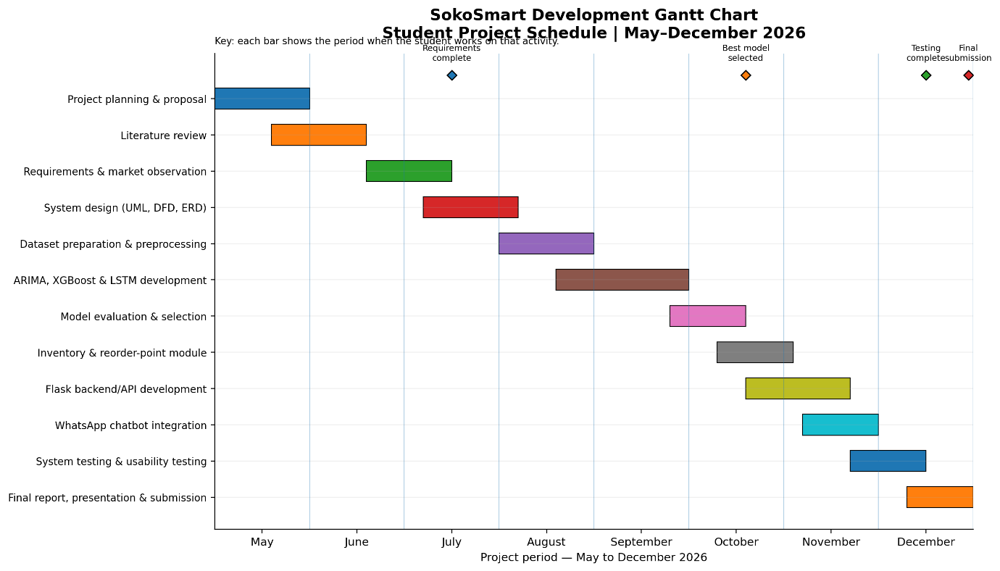 SokoSmart Development Gantt Chart
Student Project Schedule | May–December 2026
Key: each bar shows the period when the student works on that activity.
Requirements
complete
Best model
selected
Testing
complete
Final
submission
Project planning & proposal
Literature review
Requirements & market observation
System design (UML, DFD, ERD)
Dataset preparation & preprocessing
ARIMA, XGBoost & LSTM development
Model evaluation & selection
Inventory & reorder-point module
Flask backend/API development
WhatsApp chatbot integration
System testing & usability testing
Final report, presentation & submission
May June July August September October November December
Project period — May to December 2026